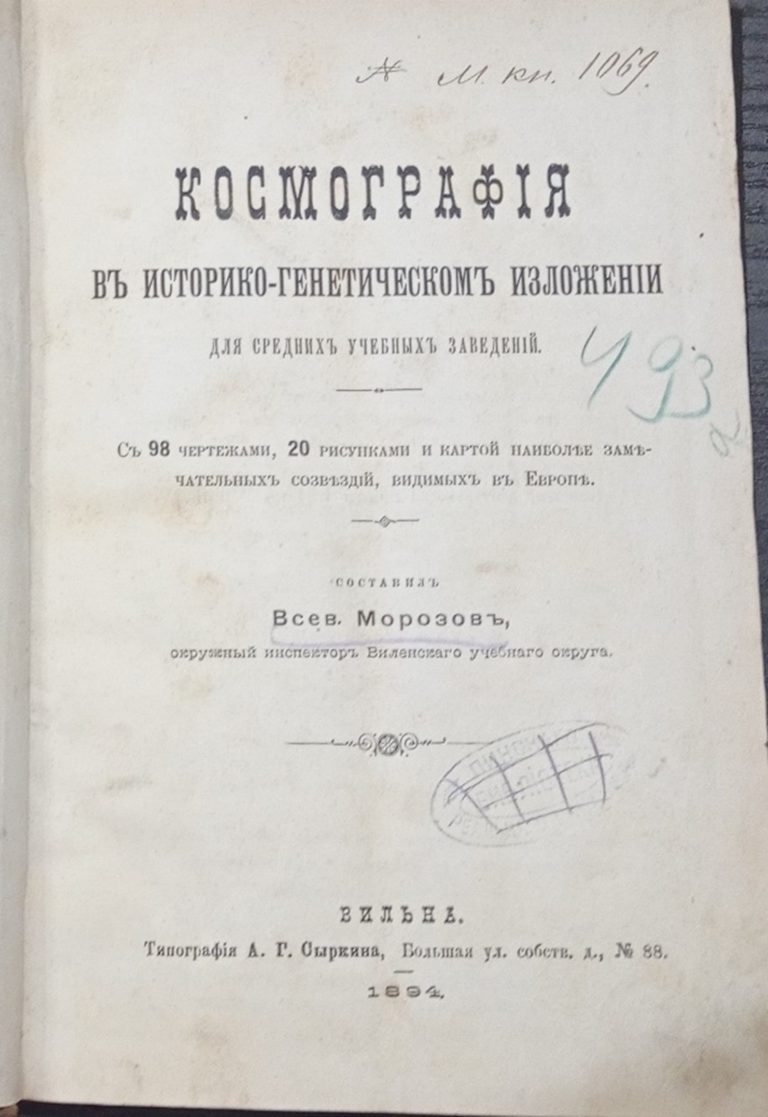 М. кн. 1069.
КОСМОГРАФІЯ
ВЪ ИСТОРИКО-ГЕНЕТИЧЕСКОМЪ ИЗЛОЖЕНІИ
ДЛЯ СРЕДНИХЪ УЧЕБНЫХЪ ЗАВЕДЕНІЙ.
493
Съ 98 чертежами, 20 рисунками и картой наиболѣе замѣ-
чательныхъ созвѣздій, видимыхъ въ Европѣ.
СОСТАВИЛЪ
Всев. Морозовъ,
окружный инспекторъ Виленскаго учебнаго округа.
ВИЛЬНА.
Типографія А. Г. Сыркина, Большая ул. собств. д., № 88.
1894.